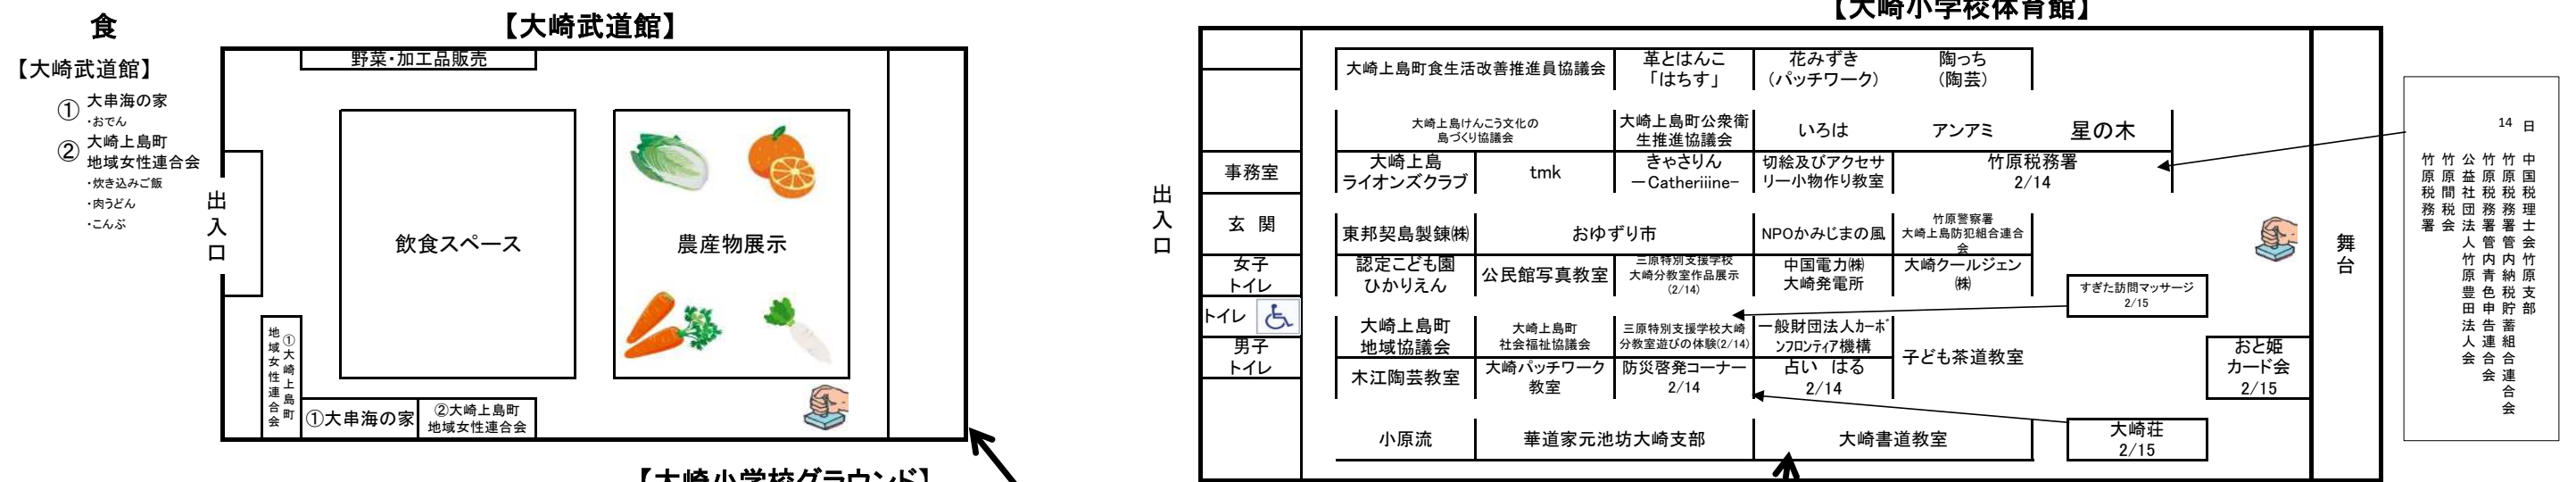 食
【大崎武道館】
①
大串海の家
・おでん
②
大崎上島町
地域女性連合会
・炊き込みご飯
・肉うどん
・こんぶ
【大崎武道館】
野菜・加工品販売
出入口
飲食スペース
農産物展示
①大崎上島町
地域女性連合会
①大串海の家
②大崎上島町
地域女性連合会
【大崎小学校グラウンド】
【大崎小学校体育館】
出入口
事務室
玄 関
女子
トイレ
トイレ
男子
トイレ
大崎上島町食生活改善推進員協議会
革とはんこ
「はちす」
花みずき
(パッチワーク)
陶っち
(陶芸)
大崎上島けんこう文化の
島づくり協議会
大崎上島町公衆衛
生推進協議会
いろは
アンアミ
星の木
大崎上島
ライオンズクラブ
tmk
きゃさりん
－Catheriiine－
切絵及びアクセサ
リー小物作り教室
竹原税務署
2/14
東邦契島製錬㈱
おゆずり市
NPOかみじまの風
竹原警察署
大崎上島防犯組合連合
会
認定こども園
ひかりえん
公民館写真教室
三原特別支援学校
大崎分教室作品展示
(2/14)
中国電力㈱
大崎発電所
大崎クールジェン
㈱
すぎた訪問マッサージ
2/15
大崎上島町
地域協議会
大崎上島町
社会福祉協議会
三原特別支援学校大崎
分教室遊びの体験(2/14)
一般財団法人カーボ
ンフロンティア機構
子ども茶道教室
木江陶芸教室
大崎パッチワーク
教室
防災啓発コーナー
2/14
占い はる
2/14
おと姫
カード会
2/15
小原流
華道家元池坊大崎支部
大崎書道教室
大崎荘
2/15
舞台
14 日
中国税理士会竹原支部
竹原税務署管内納税貯蓄組合連合会
竹原税務署管内青色申告連合会
公益社団法人竹原豊田法人会
竹原間税会
竹原税務署